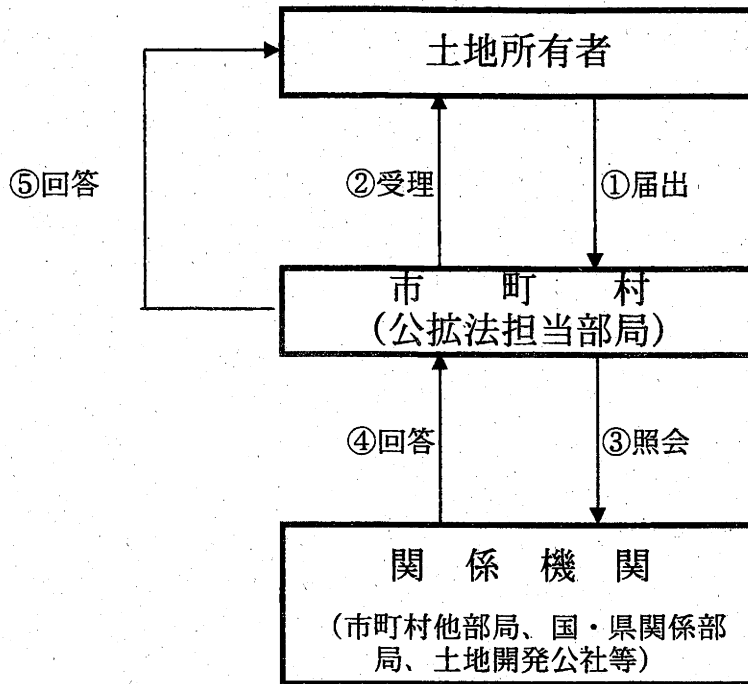 土地所有者
⑤回答
②受理
①届出
市町村
(公拡法担当部局)
④回答
③照会
関係機関
(市町村他部局、国・県関係部
局、土地開発公社等)